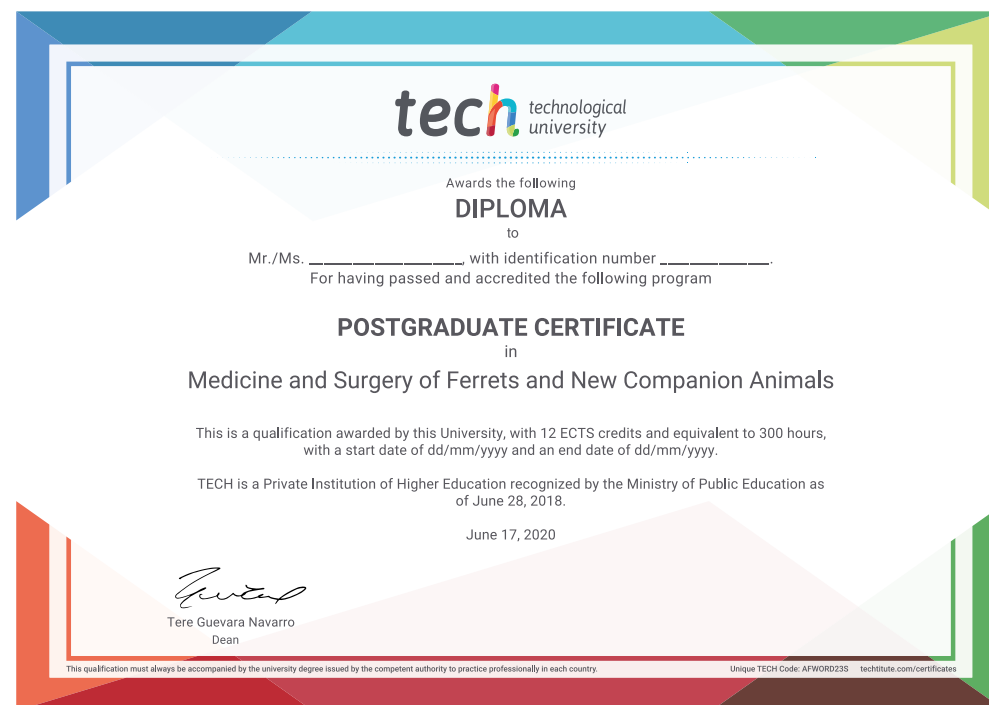 tech technological
university
Awards the following
DIPLOMA
to
Mr./Ms. ____________________, with identification number ______________.
For having passed and accredited the following program
POSTGRADUATE CERTIFICATE
in
Medicine and Surgery of Ferrets and New Companion Animals
This is a qualification awarded by this University, with 12 ECTS credits and equivalent to 300 hours,
with a start date of dd/mm/yyyy and an end date of dd/mm/yyyy.
TECH is a Private Institution of Higher Education recognized by the Ministry of Public Education as
of June 28, 2018.
June 17, 2020
Tere Guevara Navarro
Dean
This qualification must always be accompanied by the university degree issued by the competent authority to practice professionally in each country.
Unique TECH Code: AFWORD23S techtitute.com/certificates